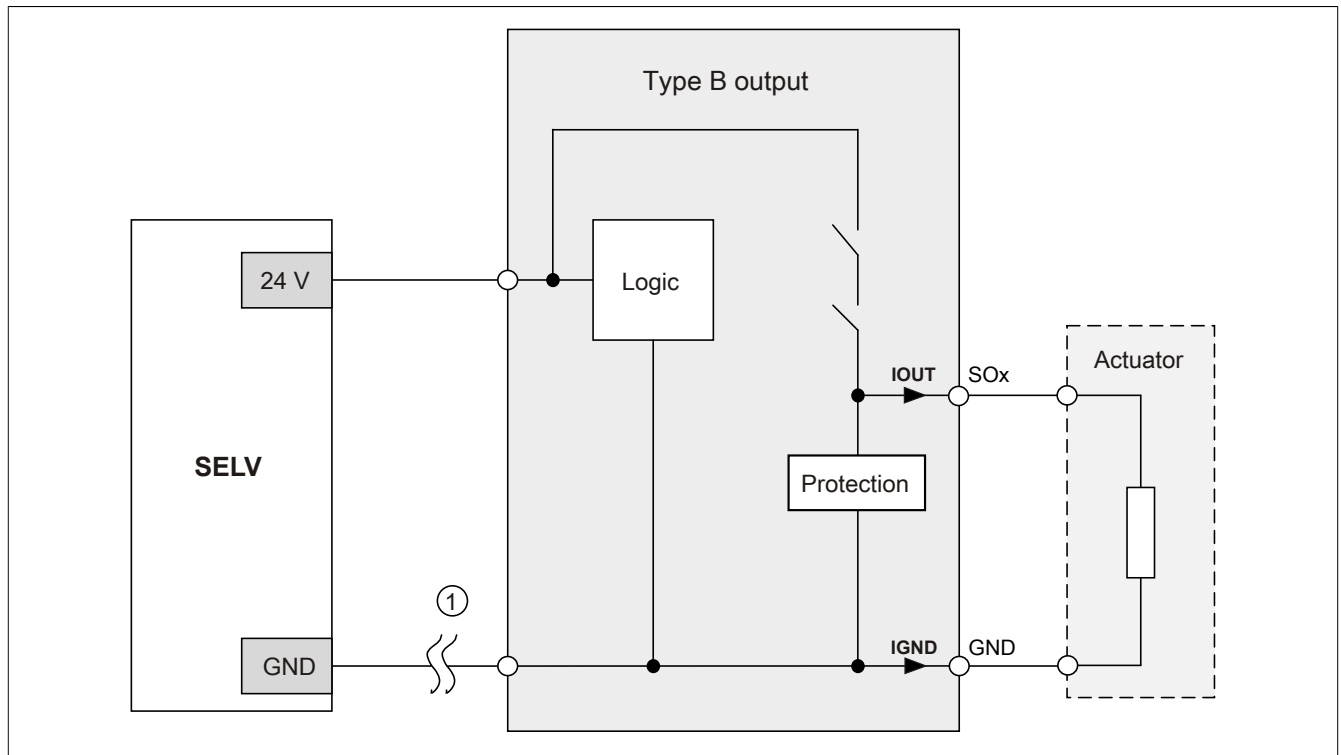 Type B output
24 V
Logic
SELV
IOUT
SOx
Actuator
Protection
1
GND
IGND
GND